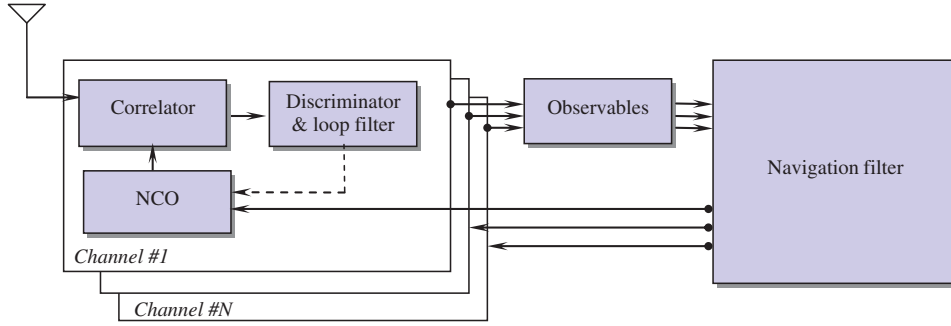 Correlator
Discriminator
& loop filter
Observables
Navigation filter
NCO
Channel #1
Channel #N